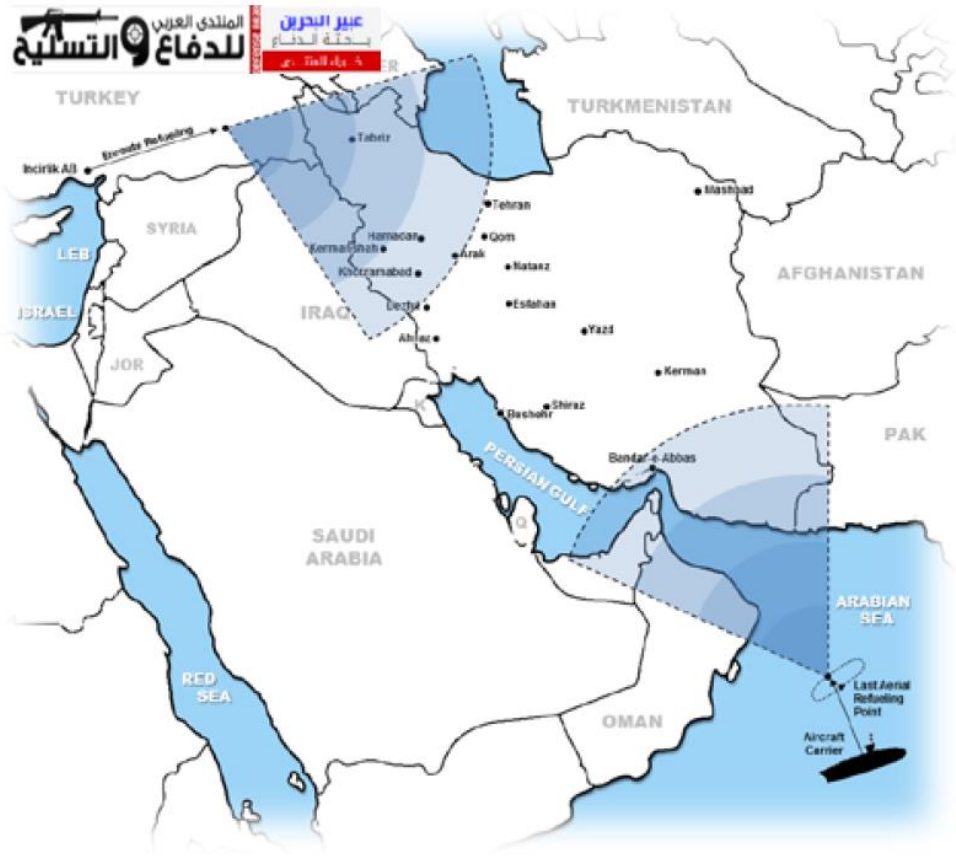 المنتدى العربي
للدفاع و التسليح
عبير البحرين
TURKEY
TURKMENISTAN
Enroute Refueling
Incirlik AB
Tabriz
Mashhad
SYRIA
Tehran
LEB
Hamadan
Qom
Kermanshah
Arak
AFGHANISTAN
Khorramabad
Natanz
ISRAEL
IRAQ
Esfahan
Yazd
Ahvaz
JOR
Kerman
K
Shiraz
Bushehr
PAK
PERSIAN GULF
Bandar-e-Abbas
Q
SAUDI
ARABIA
ARABIAN
SEA
RED
SEA
Last Aerial
Refueling
Point
OMAN
Aircraft
Carrier